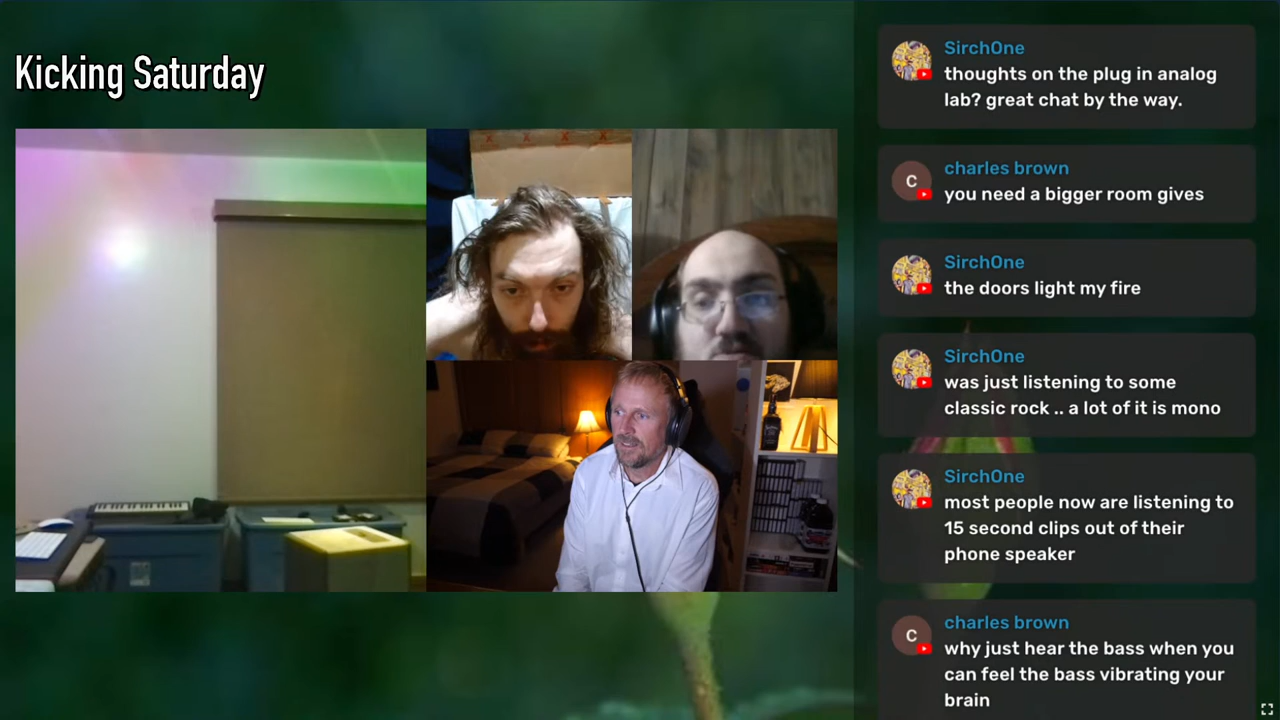 Kicking Saturday
SirchOne
thoughts on the plug in analog
lab? great chat by the way.
C
charles brown
you need a bigger room gives
SirchOne
the doors light my fire
SirchOne
was just listening to some
classic rock .. a lot of it is mono
SirchOne
most people now are listening to
15 second clips out of their
phone speaker
C
charles brown
why just hear the bass when you
can feel the bass vibrating your
brain